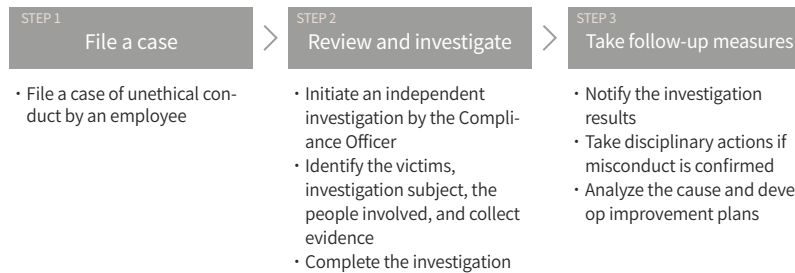 STEP 1
File a case
• File a case of unethical con-
duct by an employee
STEP 2
Review and investigate
• Initiate an independent
investigation by the Compli-
ance Officer
• Identify the victims,
investigation subject, the
people involved, and collect
evidence
• Complete the investigation
STEP 3
Take follow-up measures
• Notify the investigation
results
• Take disciplinary actions if
misconduct is confirmed
• Analyze the cause and deve
op improvement plans